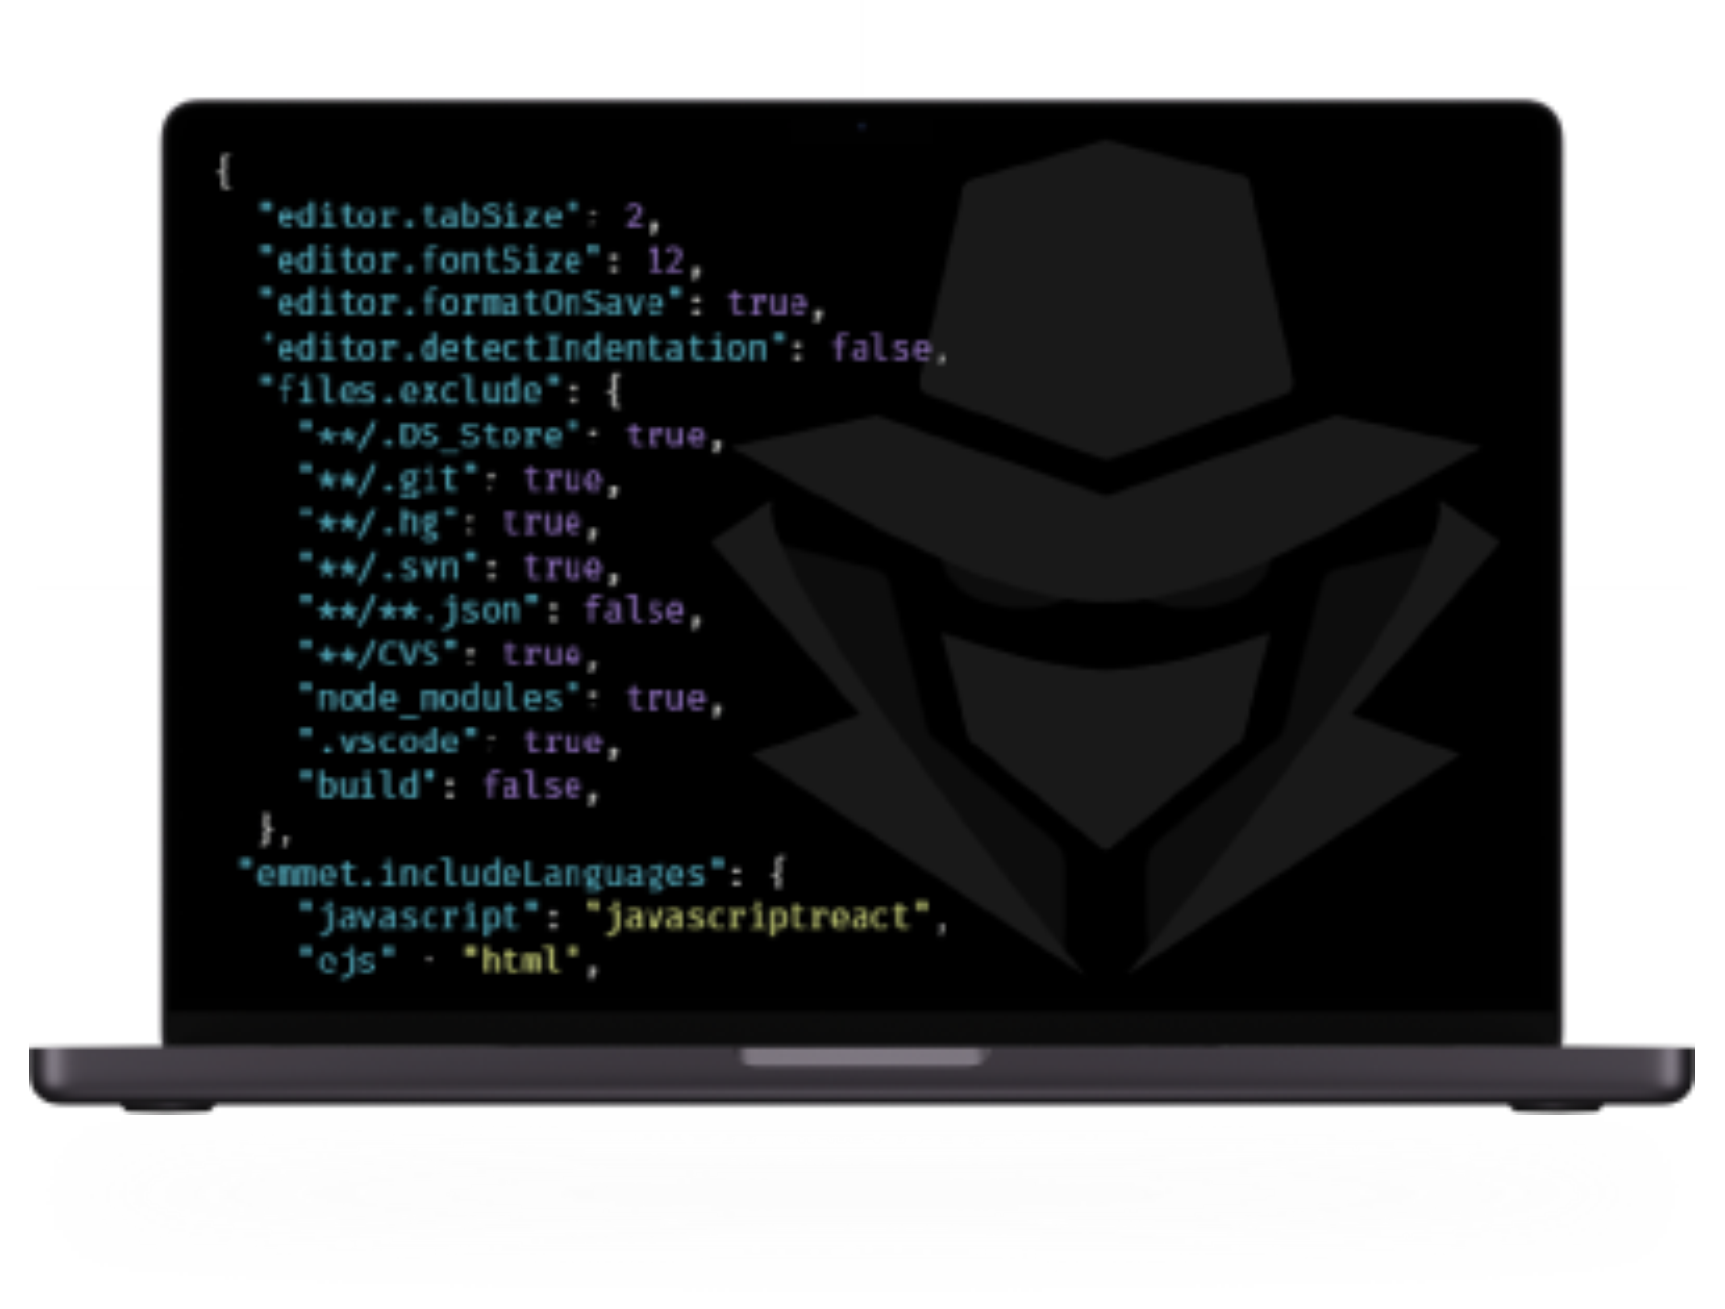 {
"editor.tabSize": 2,
"editor.fontSize": 12,
"editor.formatOnSave": true,
"editor.detectIndentation": false,
"files.exclude": {
"**/.DS_Store": true,
"**/.git": true,
"**/.hg": true,
"**/.svn": true,
"**/**.json": false,
"**/CVS": true,
"node_modules": true,
".vscode": true,
"build": false,
},
"emmet.includeLanguages": {
"javascript": "javascriptreact",
"ejs" : "html",